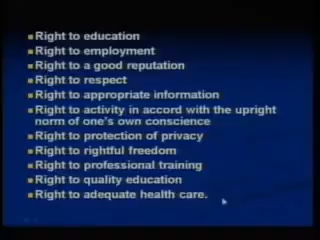 Right to education
Right to employment
Right to a good reputation
Right to respect
Right to appropriate information
Right to activity in accord with the upright
norm of one's own conscience
Right to protection of privacy
Right to rightful freedom
Right to professional training
Right to quality education
Right to adequate health care.